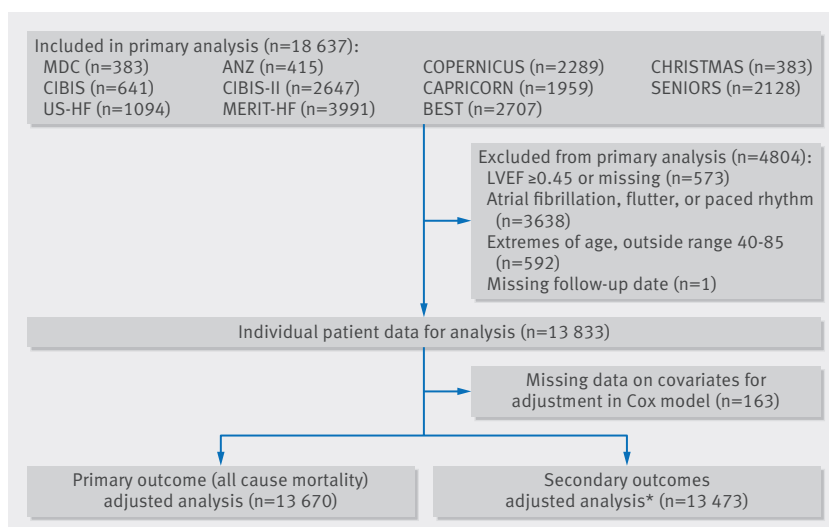 Included in primary analysis (n=18 637):
MDC (n=383) ANZ (n=415) COPERNICUS (n=2289) CHRISTMAS (n=383)
CIBIS (n=641) CIBIS-II (n=2647) CAPRICORN (n=1959) SENIORS (n=2128)
US-HF (n=1094) MERIT-HF (n=3991) BEST (n=2707)
Excluded from primary analysis (n=4804):
LVEF ≥0.45 or missing (n=573)
Atrial fibrillation, flutter, or paced rhythm
(n=3638)
Extremes of age, outside range 40-85
(n=592)
Missing follow-up date (n=1)
Individual patient data for analysis (n=13 833)
Missing data on covariates for
adjustment in Cox model (n=163)
Primary outcome (all cause mortality)
adjusted analysis (n=13 670)
Secondary outcomes
adjusted analysis* (n=13 473)